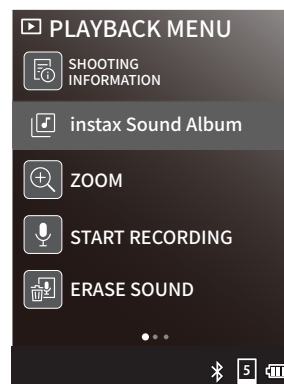 PLAYBACK MENU
SHOOTING
INFORMATION
instax Sound Album
ZOOM
START RECORDING
ERASE SOUND
5